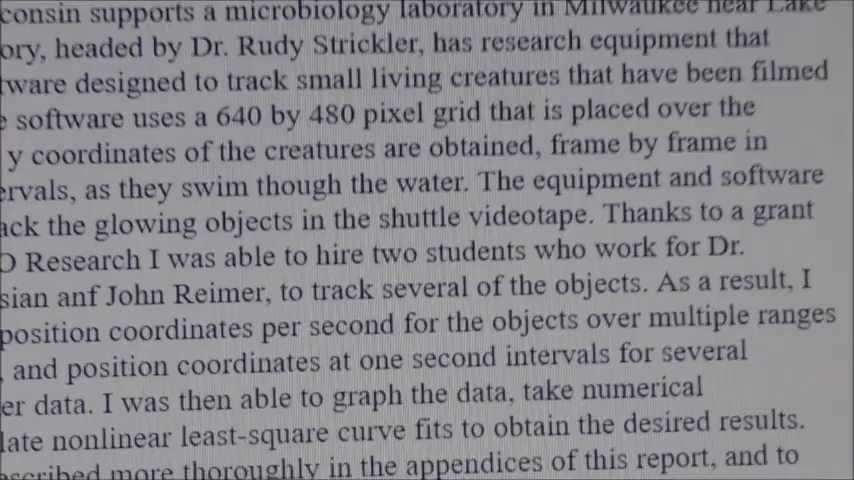 consin supports a microbiology laboratory in Milwaukee near Lake
ory, headed by Dr. Rudy Strickler, has research equipment that
tware designed to track small living creatures that have been filmed
e software uses a 640 by 480 pixel grid that is placed over the
y coordinates of the creatures are obtained, frame by frame in
ervals, as they swim though the water. The equipment and software
ack the glowing objects in the shuttle videotape. Thanks to a grant
O Research I was able to hire two students who work for Dr.
sian anf John Reimer, to track several of the objects. As a result, I
position coordinates per second for the objects over multiple ranges
, and position coordinates at one second intervals for several
er data. I was then able to graph the data, take numerical
late nonlinear least-square curve fits to obtain the desired results.
escribed more thoroughly in the appendices of this report, and to